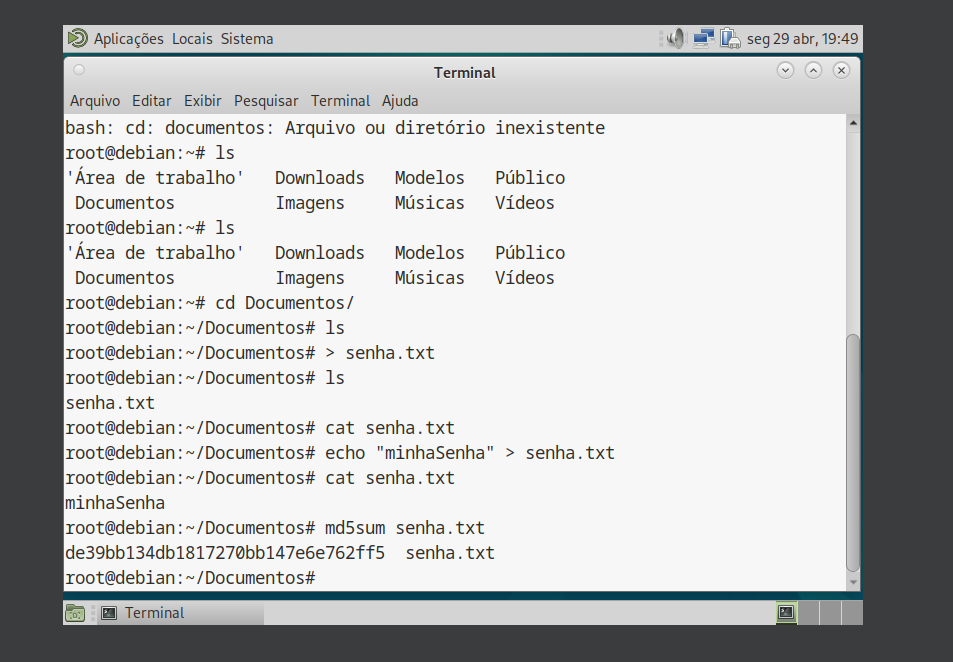 Aplicações Locais Sistema seg 29 abr, 19:49
Terminal
Arquivo Editar Exibir Pesquisar Terminal Ajuda
bash: cd: documentos: Arquivo ou diretório inexistente
root@debian:~# ls
'Área de trabalho' Downloads Modelos Público
Documentos Imagens Músicas Vídeos
root@debian:~# ls
'Área de trabalho' Downloads Modelos Público
Documentos Imagens Músicas Vídeos
root@debian:~# cd Documentos/
root@debian:~/Documentos# ls
root@debian:~/Documentos# > senha.txt
root@debian:~/Documentos# ls
senha.txt
root@debian:~/Documentos# cat senha.txt
root@debian:~/Documentos# echo "minhaSenha" > senha.txt
root@debian:~/Documentos# cat senha.txt
minhaSenha
root@debian:~/Documentos# md5sum senha.txt
de39bb134db1817270bb147e6e762ff5 senha.txt
root@debian:~/Documentos#
Terminal